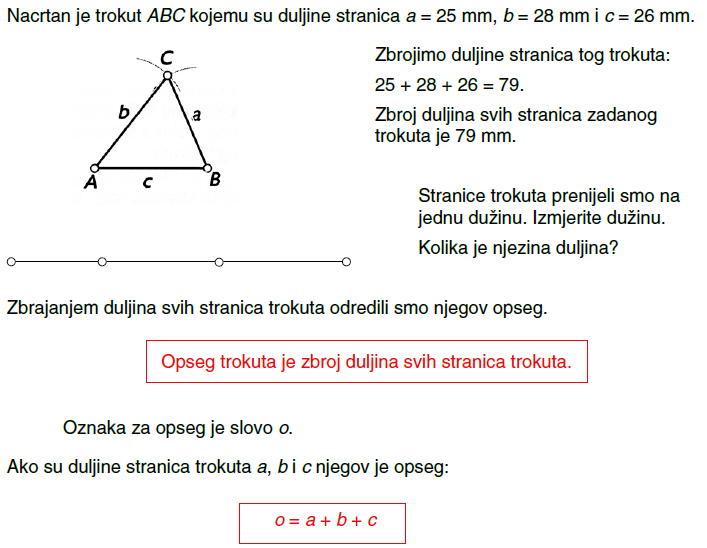 Nacrtan je trokut ABC kojemu su duljine stranica a = 25 mm, b = 28 mm i c = 26 mm.
C
b
a
A
c
B
Zbrojimo duljine stranica tog trokuta:
25 + 28 + 26 = 79.
Zbroj duljina svih stranica zadanog
trokuta je 79 mm.
Stranice trokuta prenijeli smo na
jednu dužinu. Izmjerite dužinu.
Kolika je njezina duljina?
Zbrajanjem duljina svih stranica trokuta odredili smo njegov opseg.
Opseg trokuta je zbroj duljina svih stranica trokuta.
Oznaka za opseg je slovo o.
Ako su duljine stranica trokuta a, b i c njegov je opseg:
o = a + b + c